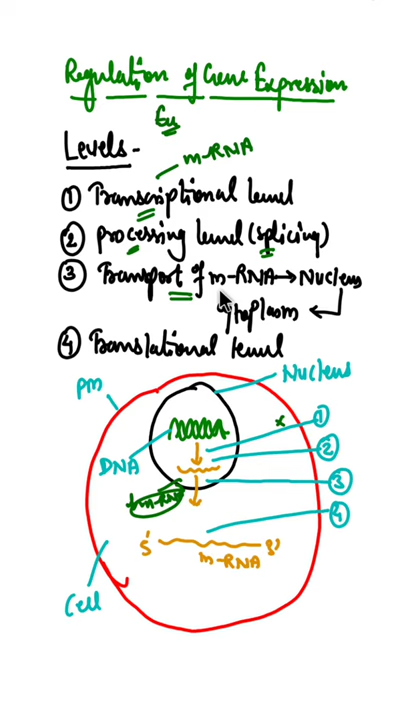 Regulation of Gene Expression
Eu
Levels-
m-RNA
① Transcriptional level
② processing level (splicing)
③ Transport of m-RNA → Nucleus
ytoplasm ←
④ Translational level
Nucleus
PM
x
①
②
DNA
③
④
5' 3'
m-RNA
Cell